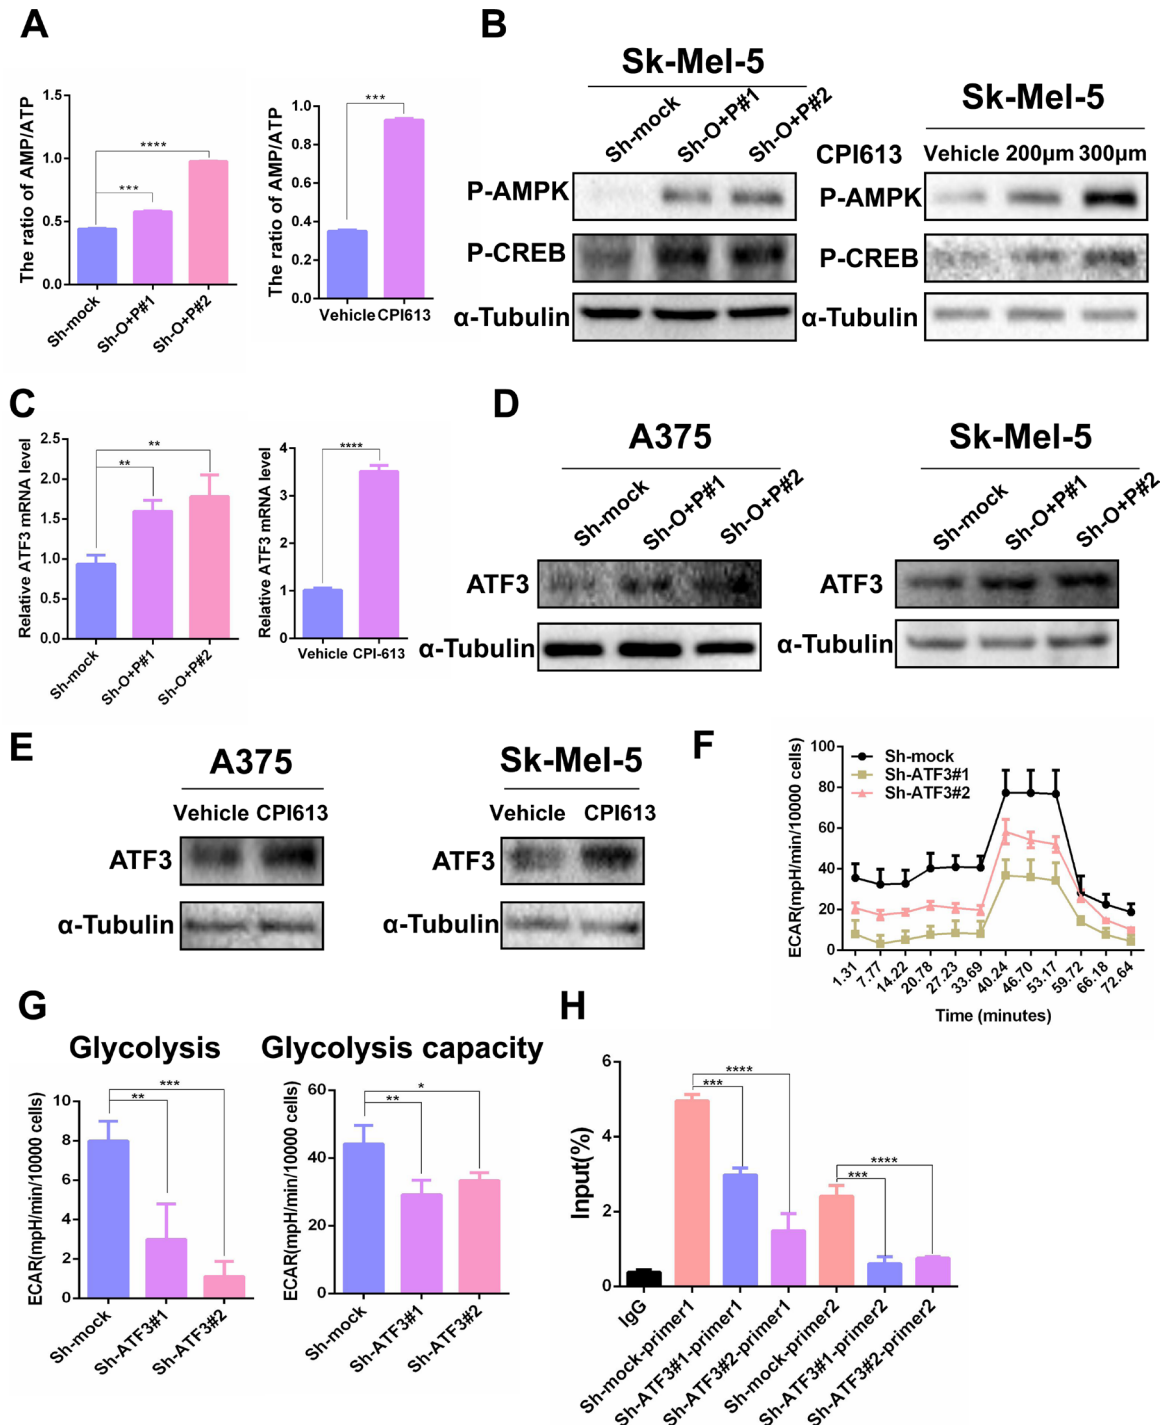 A
The ratio of AMP/ATP
1.5
1.0
0.5
0.0
***
****
Sh-mock
Sh-O+P#1
Sh-O+P#2
The ratio of AMP/ATP
1.0
0.8
0.6
0.4
0.2
0.0
***
Vehicle CPI613
B
Sk-Mel-5
Sh-mock
Sh-O+P#1
Sh-O+P#2
P-AMPK
P-CREB
α-Tubulin
Sk-Mel-5
CPI613 Vehicle 200μm 300μm
P-AMPK
P-CREB
α-Tubulin
C
Relative ATF3 mRNA level
2.5
2.0
1.5
1.0
0.5
0.0
**
**
Sh-mock
Sh-O+P#1
Sh-O+P#2
Relative ATF3 mRNA level
4
3
2
1
0
****
Vehicle CPI-613
D
A375
Sh-mock
Sh-O+P#1
Sh-O+P#2
ATF3
α-Tubulin
Sk-Mel-5
Sh-mock
Sh-O+P#1
Sh-O+P#2
ATF3
α-Tubulin
E
A375
Vehicle CPI613
ATF3
α-Tubulin
Sk-Mel-5
Vehicle CPI613
ATF3
α-Tubulin
F
ECAR(mpH/min/10000 cells)
100
80
60
40
20
0
Sh-mock
Sh-ATF3#1
Sh-ATF3#2
1.31
7.77
14.22
20.78
27.23
33.69
40.24
46.70
53.17
59.72
66.18
72.64
Time (minutes)
G
Glycolysis
ECAR(mpH/min/10000 cells)
10
8
6
4
2
0
***
**
Sh-mock
Sh-ATF3#1
Sh-ATF3#2
Glycolysis capacity
ECAR(mpH/min/10000 cells)
60
40
20
0
*
**
Sh-mock
Sh-ATF3#1
Sh-ATF3#2
H
Input(%)
6
4
2
0
****
***
****
***
IgG
Sh-mock-primer1
Sh-ATF3#1-primer1
Sh-ATF3#2-primer1
Sh-mock-primer2
Sh-ATF3#1-primer2
Sh-ATF3#2-primer2